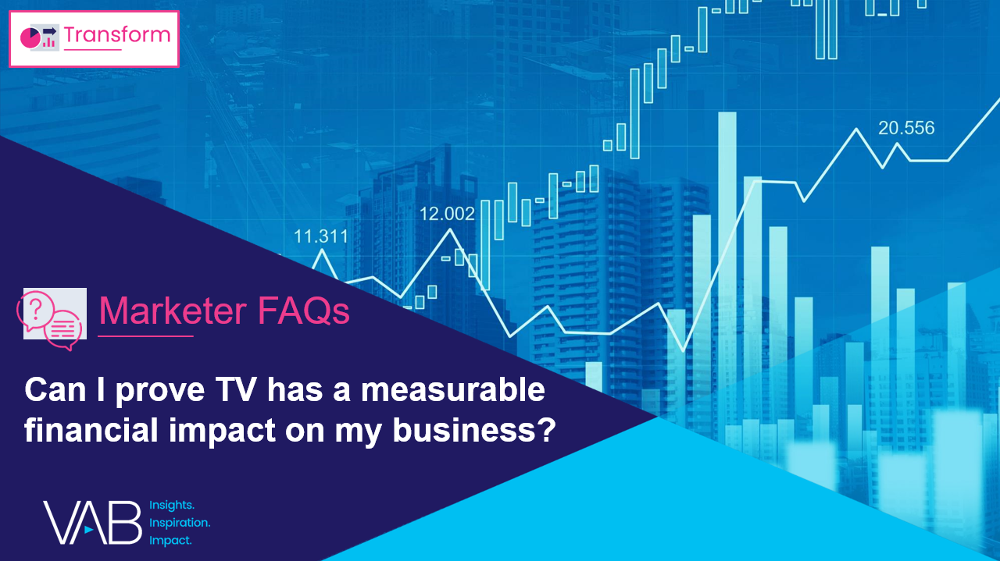 Transform
20.556
12.002
11.311
?
Marketer FAQs
Can I prove TV has a measurable
financial impact on my business?
VAB
Insights.
Inspiration.
Impact.